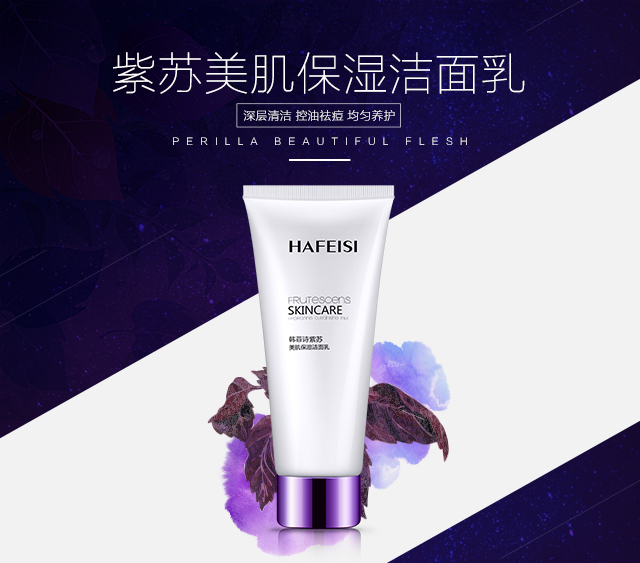 紫苏美肌保湿洁面乳
深层清洁 控油祛痘 均匀养护
PERILLA BEAUTIFUL FLESH
HAFEISI
FRUTESCENS
SKINCARE
韩菲诗紫苏
美肌保湿洁面乳